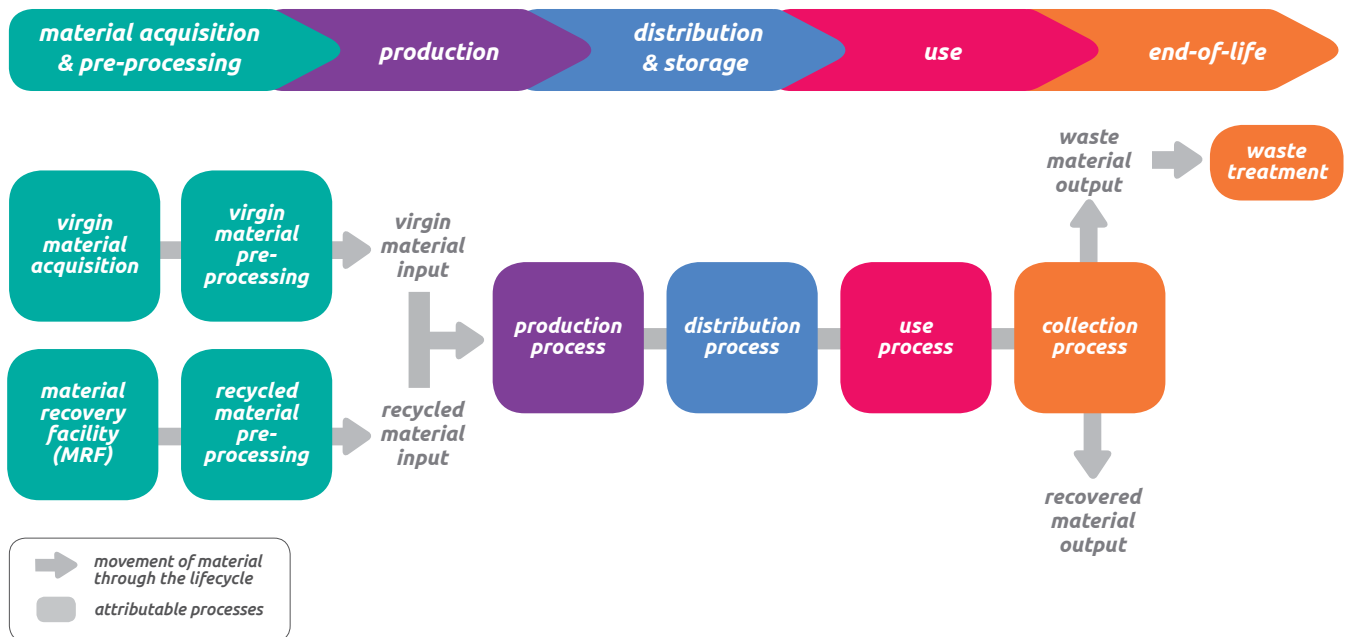 material acquisition
& pre-processing
production
distribution
& storage
use
end-of-life
waste
material
output
waste
treatment
virgin
material
acquisition
virgin
material
pre-
processing
virgin
material
input
production
process
distribution
process
use
process
collection
process
material
recovery
facility
(MRF)
recycled
material
pre-
processing
recycled
material
input
recovered
material
output
movement of material
through the lifecycle
attributable processes